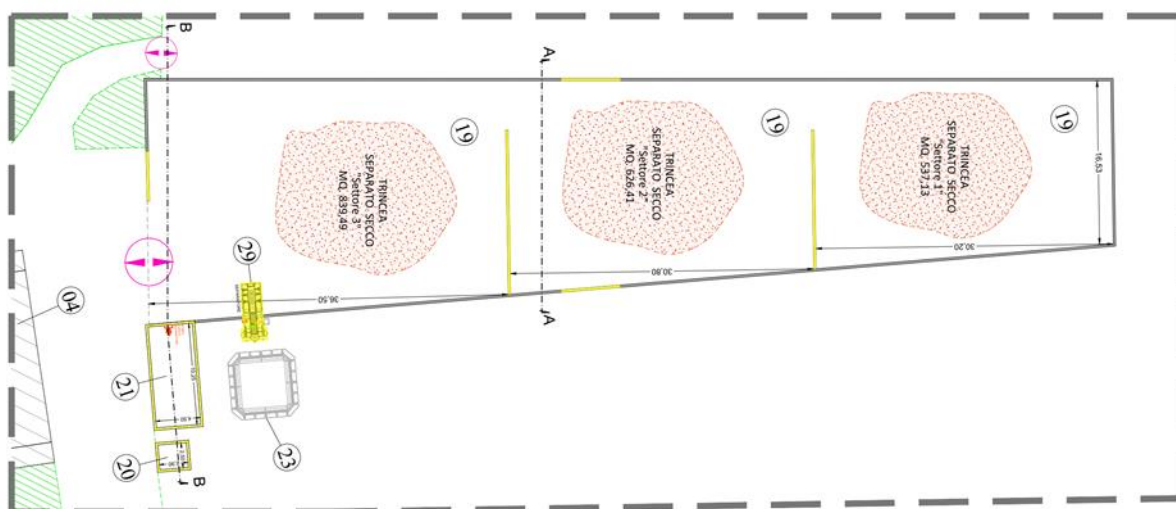 B
A
19
TRINCEA
SEPARATO SECCO
"Settore 3"
MQ. 839,49
19
TRINCEA
SEPARATO SECCO
"Settore 2"
MQ. 626,41
19
TRINCEA
SEPARATO SECCO
"Settore 1"
MQ. 537,13
16.53
30.20
30.80
36.50
A
29
04
21
23
20
B